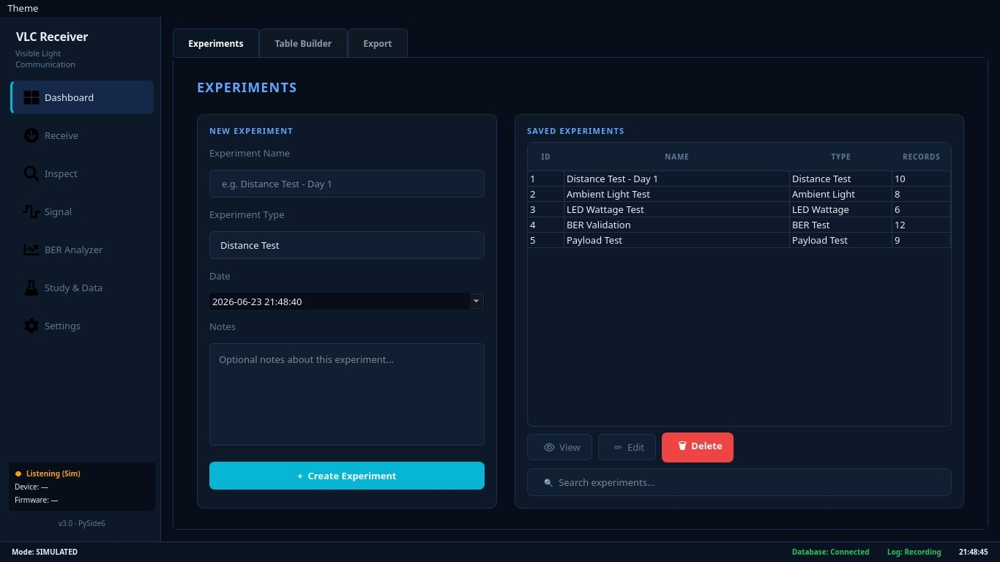 Theme
VLC Receiver
Visible Light
Communication
Dashboard
Receive
Inspect
Signal
BER Analyzer
Study & Data
Settings
Listening (Sim)
Device: —
Firmware: —
v3.0 · PySide6
Experiments
Table Builder
Export
EXPERIMENTS
NEW EXPERIMENT
Experiment Name
e.g. Distance Test - Day 1
Experiment Type
Distance Test
Date
2026-06-23 21:48:40
Notes
Optional notes about this experiment...
+ Create Experiment
SAVED EXPERIMENTS
ID NAME TYPE RECORDS
1 Distance Test - Day 1 Distance Test 10
2 Ambient Light Test Ambient Light 8
3 LED Wattage Test LED Wattage 6
4 BER Validation BER Test 12
5 Payload Test Payload Test 9
View
Edit
Delete
Search experiments...
Mode: SIMULATED
Database: Connected
Log: Recording
21:48:45